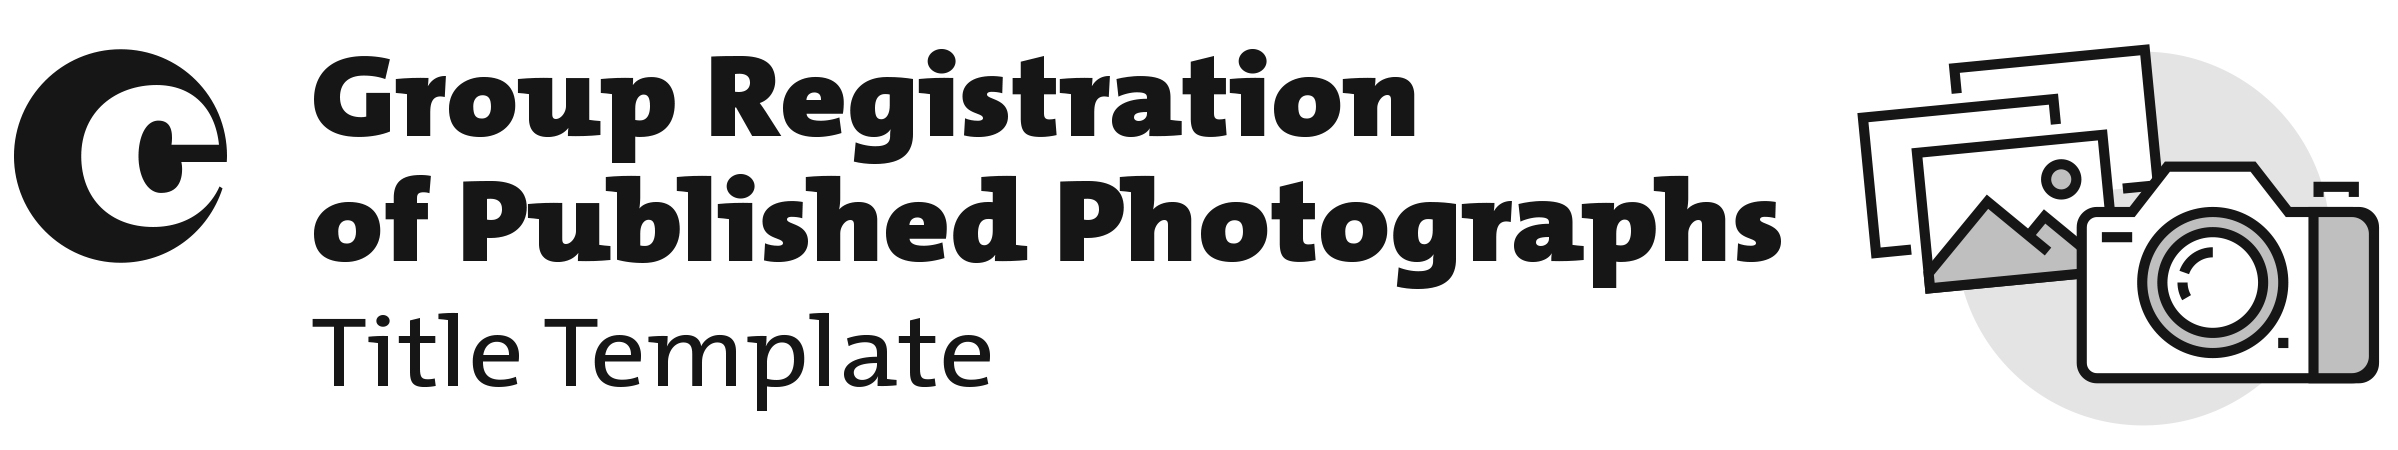 Group Registration
of Published Photographs
Title Template